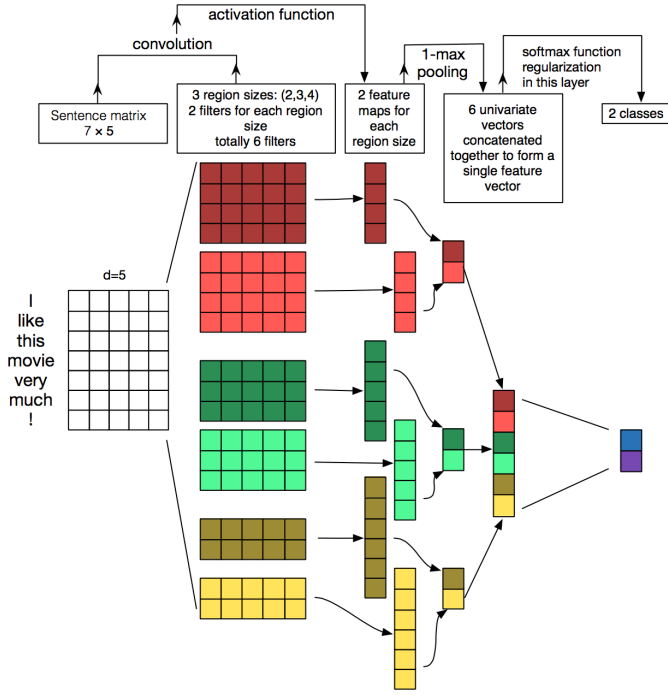 activation function
convolution
1-max
pooling
softmax function
regularization
in this layer
Sentence matrix
7 × 5
3 region sizes: (2,3,4)
2 filters for each region
size
totally 6 filters
2 feature
maps for
each
region size
6 univariate
vectors
concatenated
together to form a
single feature
vector
2 classes
d=5
I
like
this
movie
very
much
!